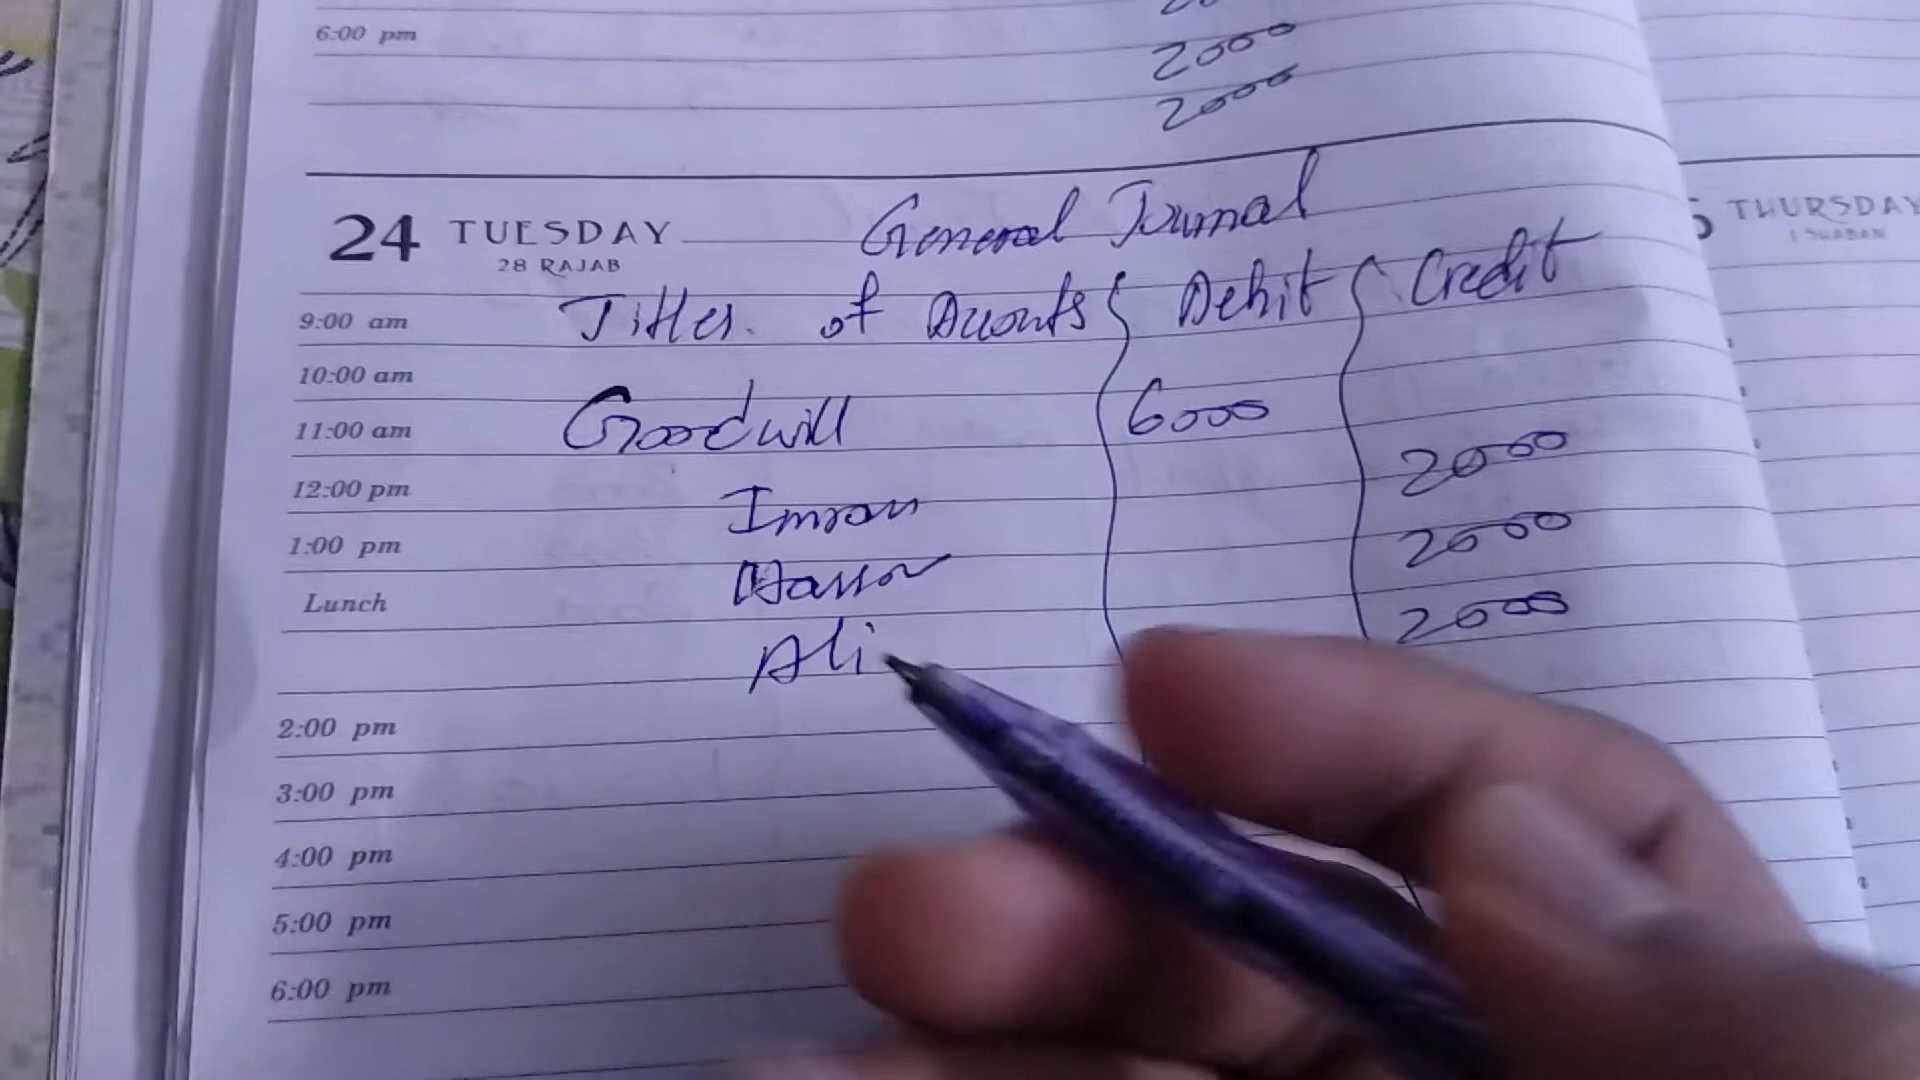 6:00 pm
2000
2000
24 TUESDAY General Journal
28 RAJAB
THURSDAY
9:00 am Titles. of Accounts Debit Credit
10:00 am
11:00 am Goodwill 6000
12:00 pm Imran 2000
1:00 pm Hassan 2000
Lunch Ali 2000
2:00 pm
3:00 pm
4:00 pm
5:00 pm
6:00 pm